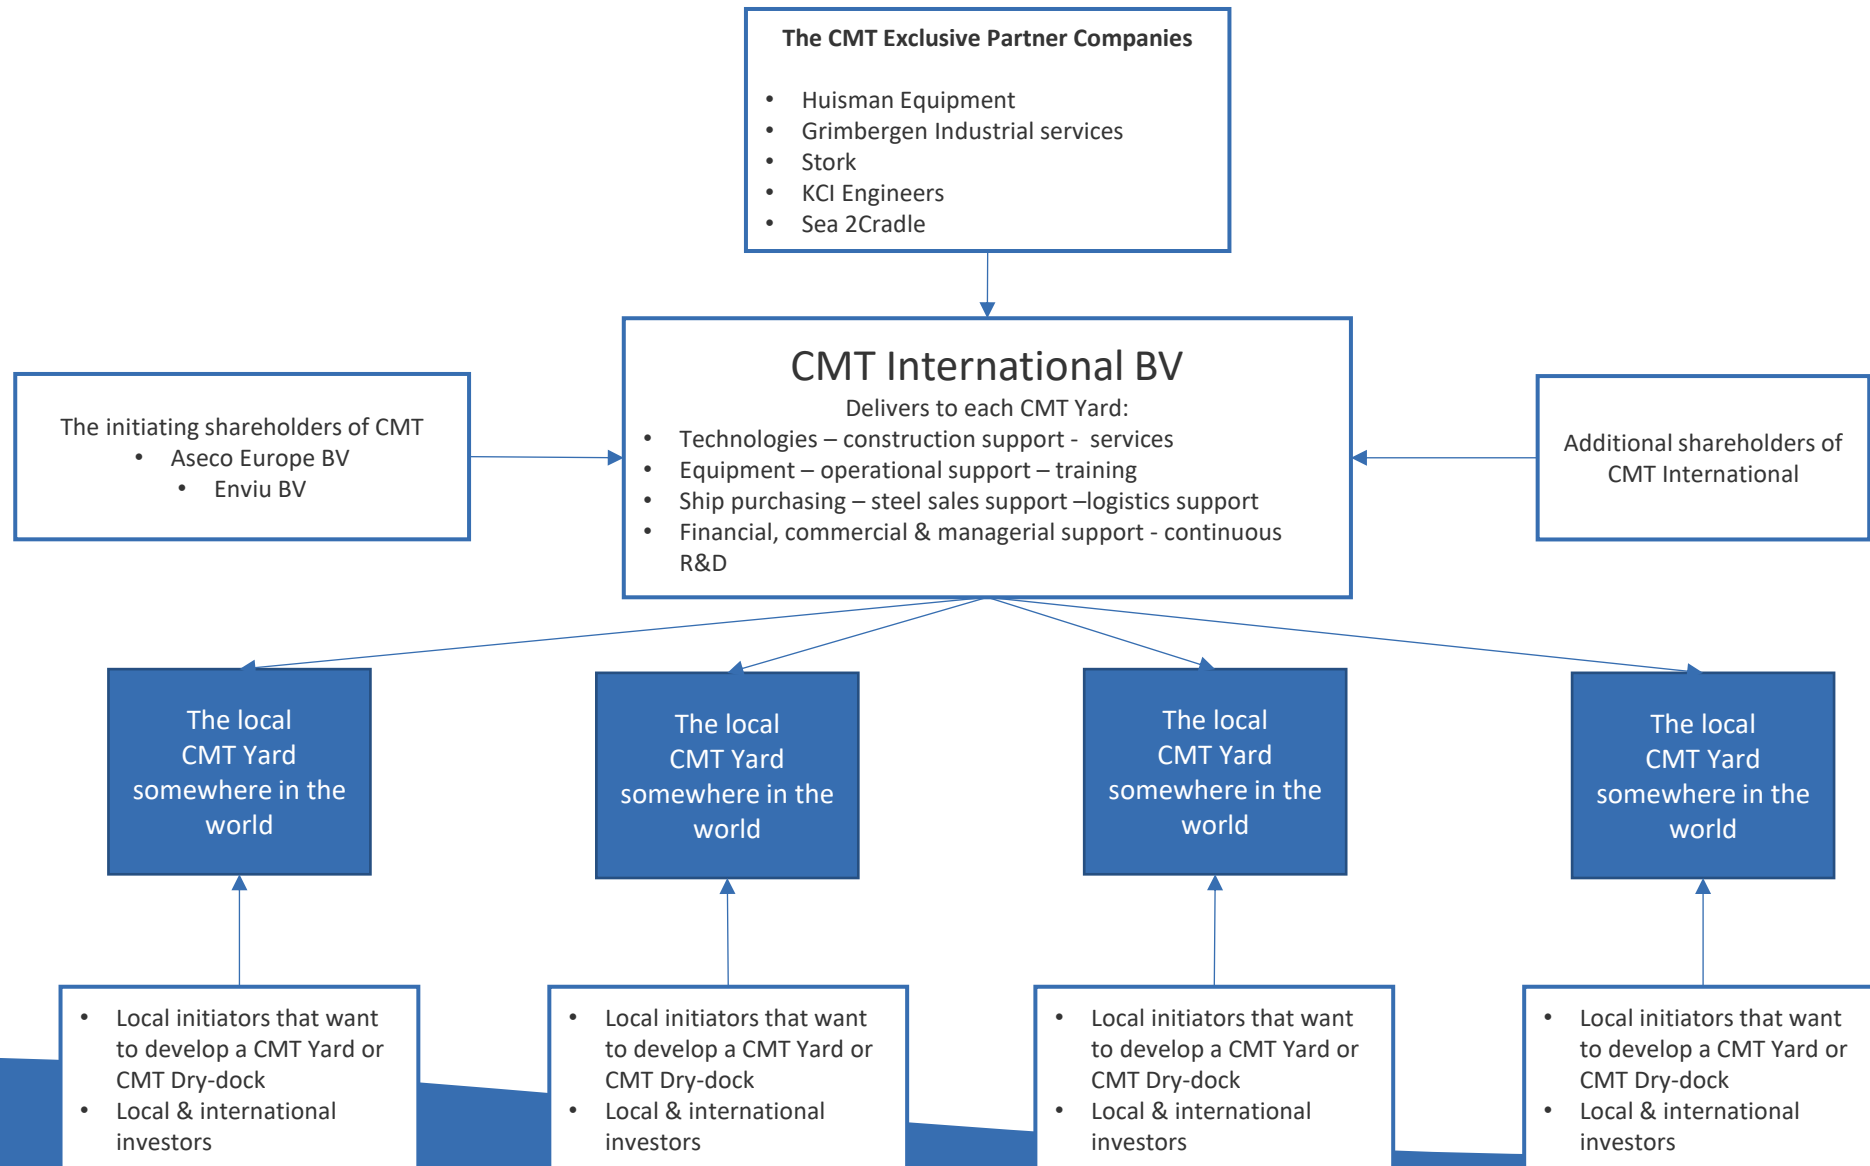 The CMT Exclusive Partner Companies
• Huisman Equipment
• Grimbergen Industrial services
• Stork
• KCI Engineers
• Sea 2Cradle
The initiating shareholders of CMT
• Aseco Europe BV
• Enviu BV
CMT International BV
Delivers to each CMT Yard:
• Technologies – construction support - services
• Equipment – operational support – training
• Ship purchasing – steel sales support –logistics support
• Financial, commercial & managerial support - continuous
R&D
Additional shareholders of
CMT International
The local
CMT Yard
somewhere in the
world
The local
CMT Yard
somewhere in the
world
The local
CMT Yard
somewhere in the
world
The local
CMT Yard
somewhere in the
world
• Local initiators that want
to develop a CMT Yard or
CMT Dry-dock
• Local & international
investors
• Local initiators that want
to develop a CMT Yard or
CMT Dry-dock
• Local & international
investors
• Local initiators that want
to develop a CMT Yard or
CMT Dry-dock
• Local & international
investors
• Local initiators that want
to develop a CMT Yard or
CMT Dry-dock
• Local & international
investors